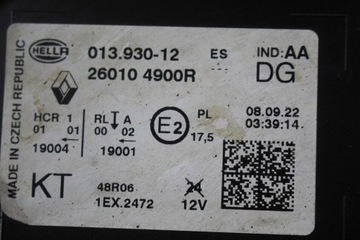 HELLA 013.930-12 ES IND: AA
26010 4900R DG
MADE IN CZECH REPUBLIC
HCR 1 RL A PL 08.09.22
01 01 00 02 E2 17,5 03:39:14
19004 19001
KT 48R06 24
1EX.2472 12V